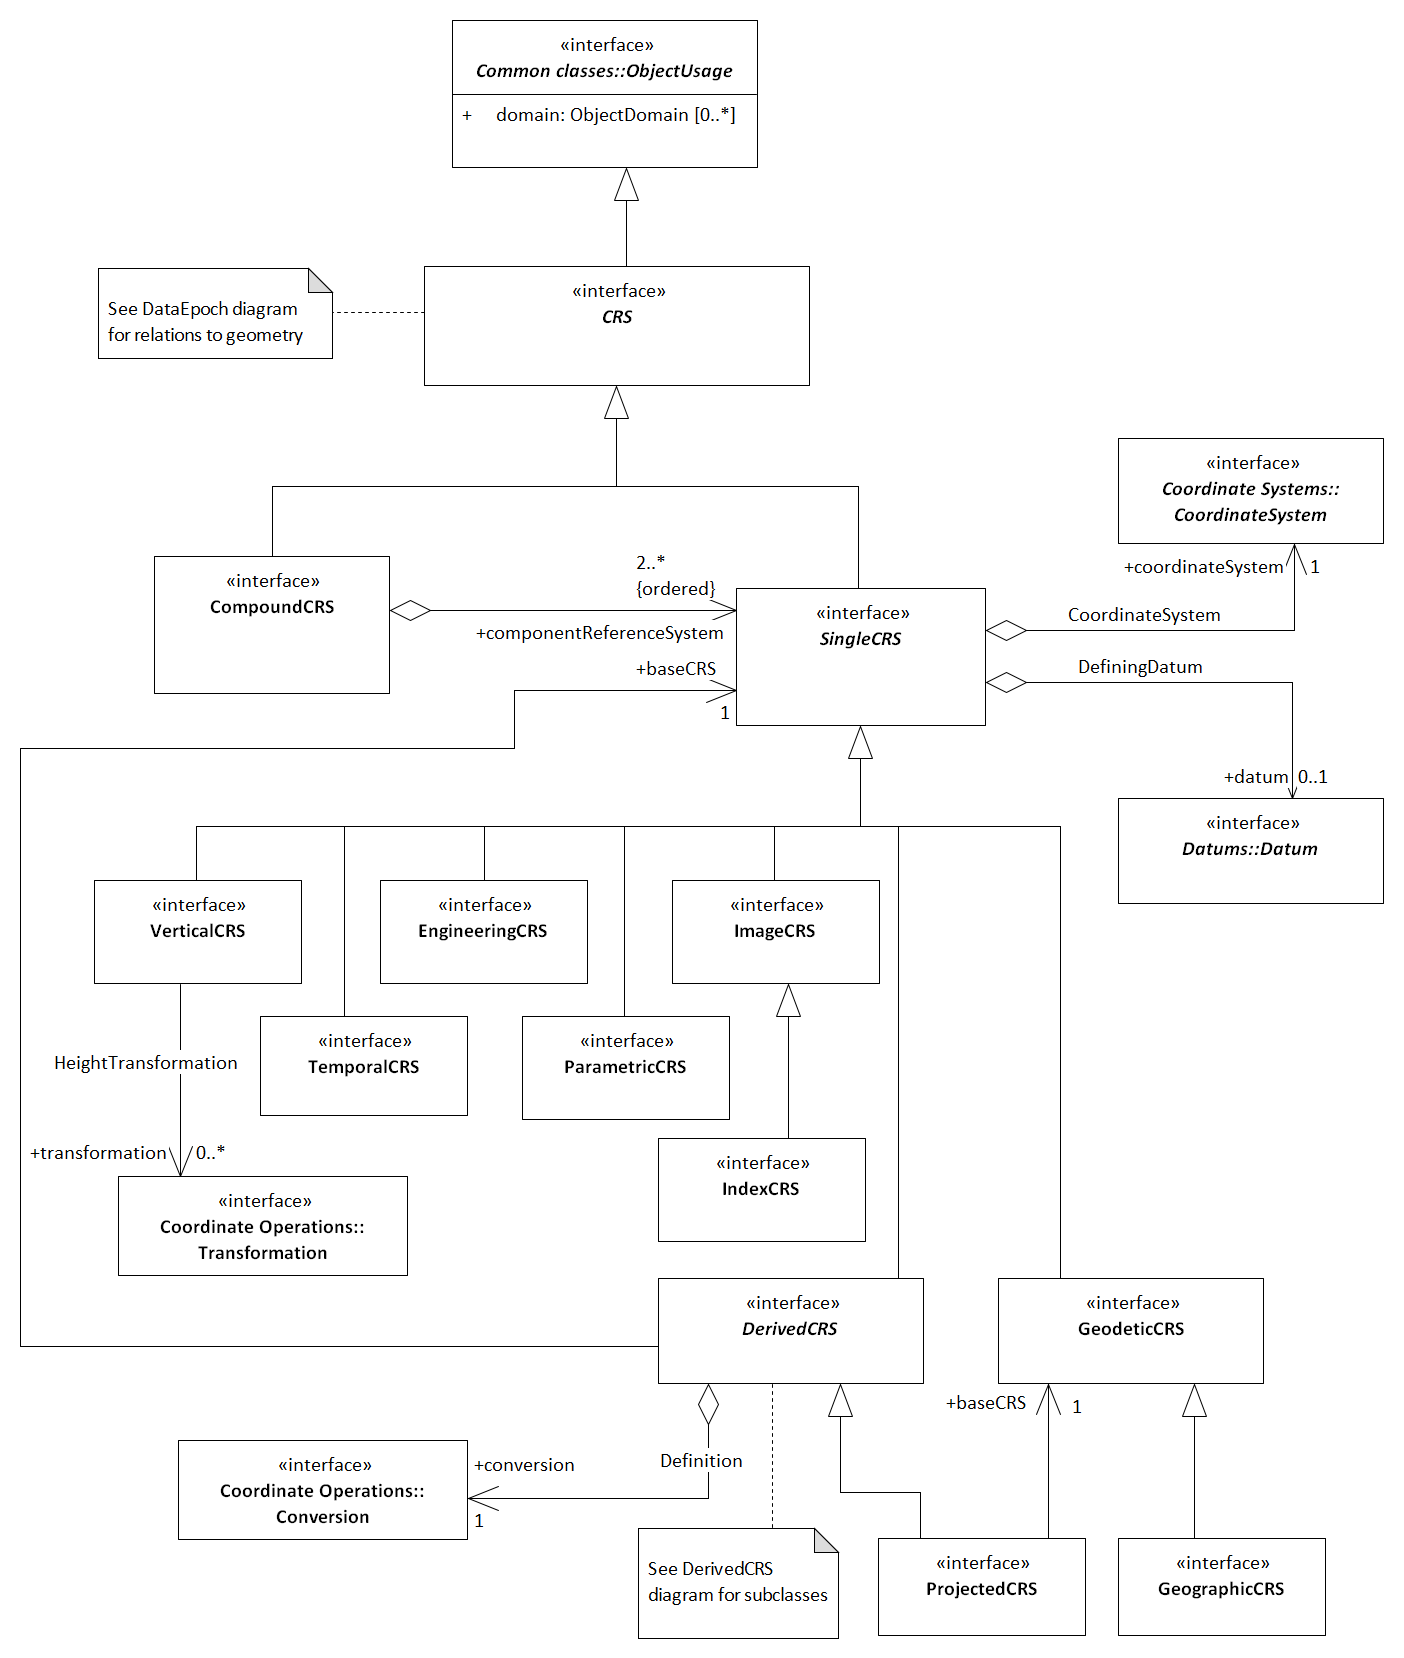 «interface»
Common classes::ObjectUsage
+ domain: ObjectDomain [0..*]
See DataEpoch diagram
for relations to geometry
«interface»
CRS
«interface»
Coordinate Systems::
CoordinateSystem
+coordinateSystem
1
CoordinateSystem
«interface»
CompoundCRS
2..*
{ordered}
+componentReferenceSystem
+baseCRS
1
«interface»
SingleCRS
DefiningDatum
+datum
0..1
«interface»
Datums::Datum
«interface»
VerticalCRS
«interface»
EngineeringCRS
«interface»
ImageCRS
«interface»
TemporalCRS
«interface»
ParametricCRS
HeightTransformation
+transformation
0..*
«interface»
Coordinate Operations::
Transformation
«interface»
IndexCRS
«interface»
DerivedCRS
«interface»
GeodeticCRS
+baseCRS
1
Definition
+conversion
1
«interface»
Coordinate Operations::
Conversion
See DerivedCRS
diagram for subclasses
«interface»
ProjectedCRS
«interface»
GeographicCRS